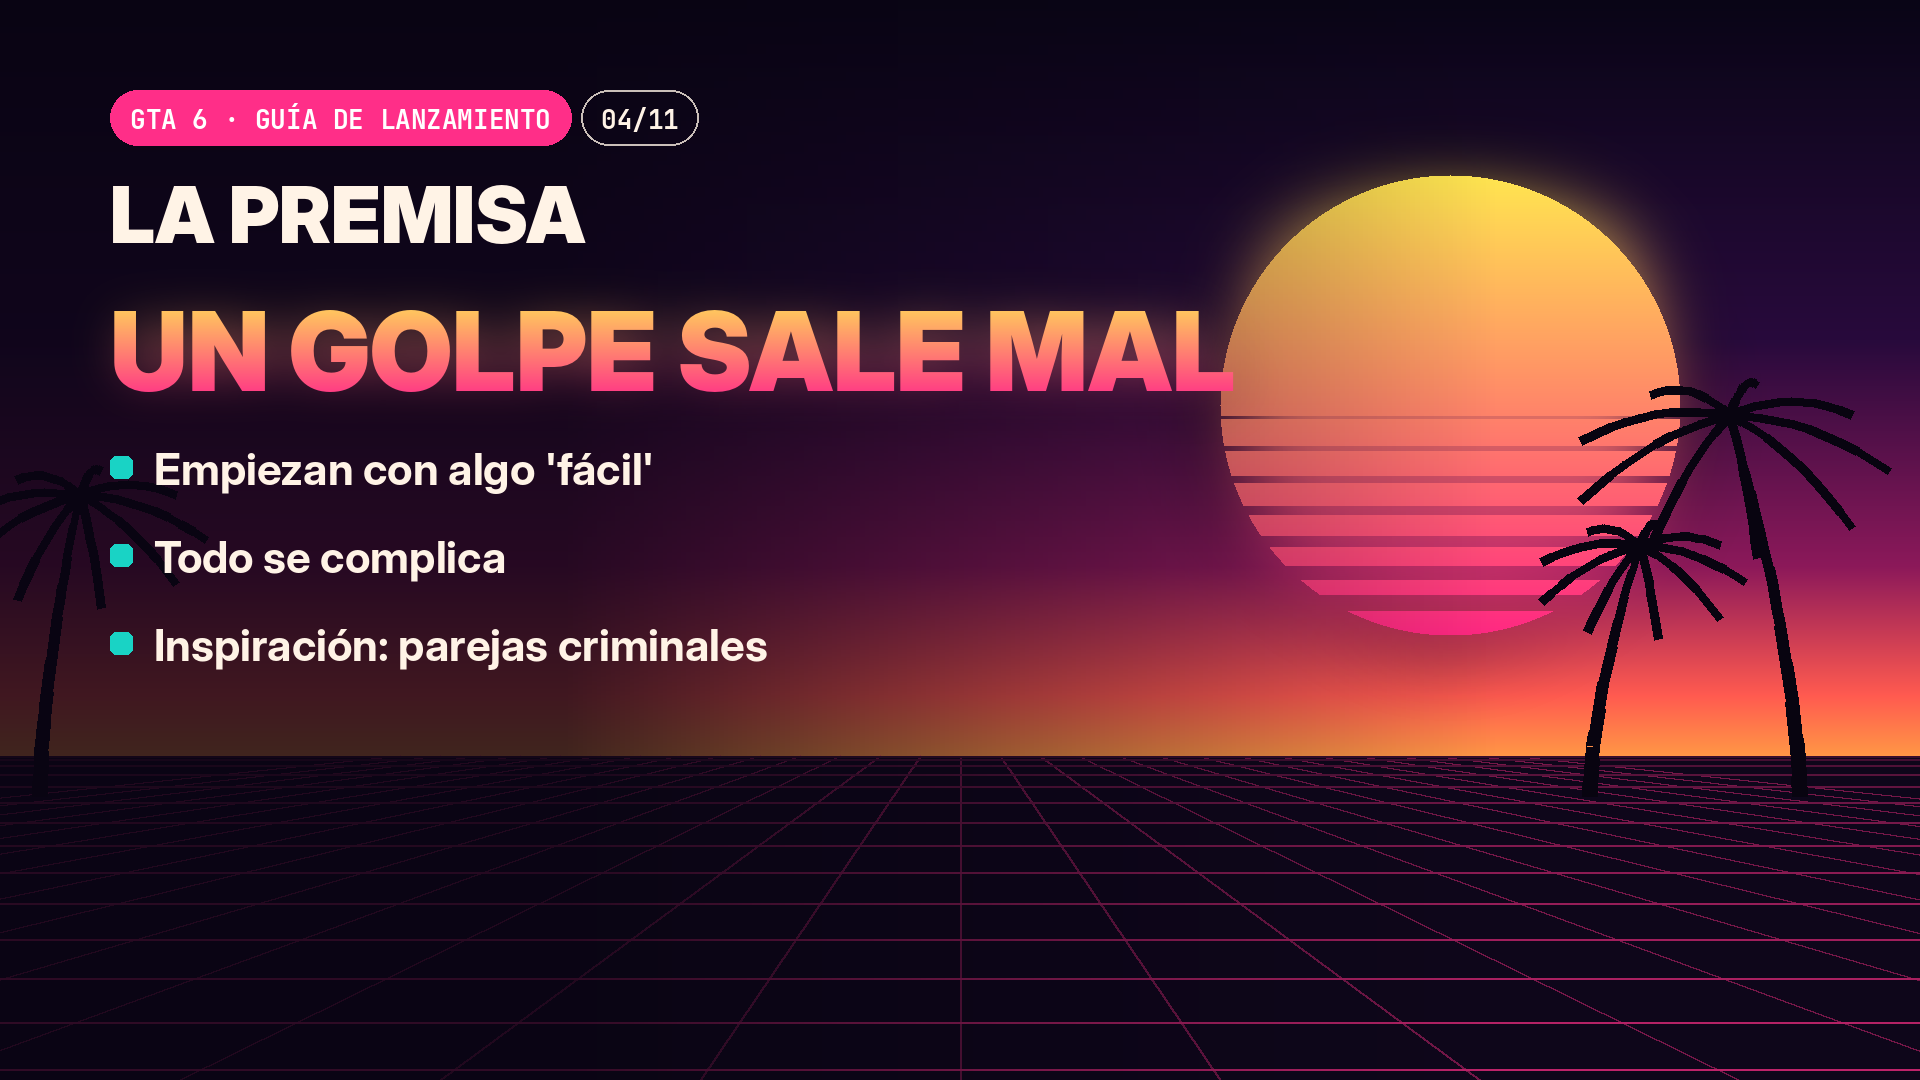 GTA 6 · GUÍA DE LANZAMIENTO 04/11
LA PREMISA
UN GOLPE SALE MAL
Empiezan con algo 'fácil'
Todo se complica
Inspiración: parejas criminales